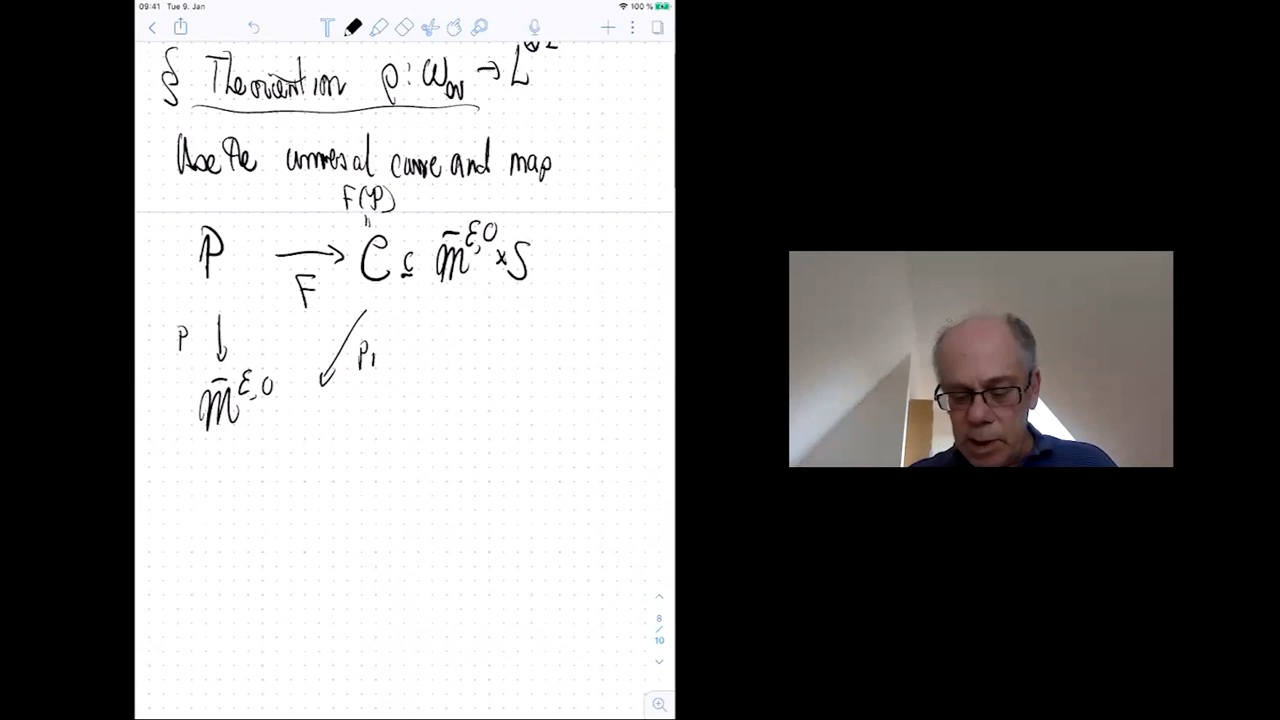 09:41 Tue 9. Jan 100 %
§ The orientation ρ: ω_ev → L^⊗2
Use the universal curve and map
F(P)
"
P → C ⊆ M̄^{ε,0} × S
F
p ↓ ↙ p₁
M̄^{ε,0}
8
/
10